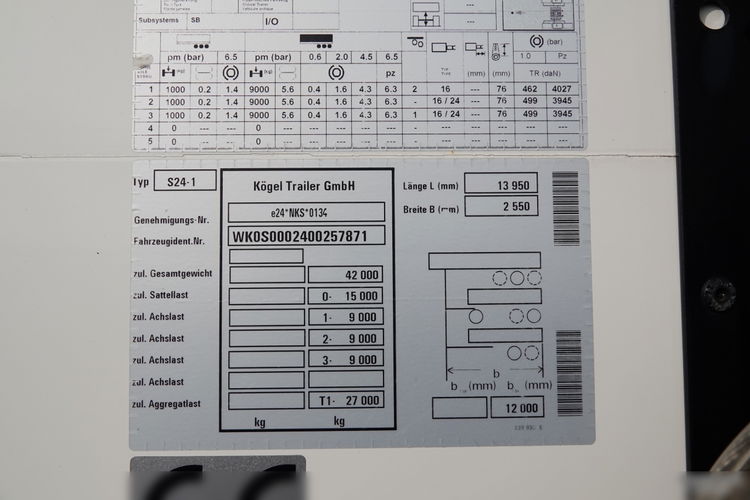 Subsystems SB I/O
pm (bar) 6.5 pm (bar) 0.6 2.0 4.5 6.5 (bar)
pz TYP TYPE (mm) (mm) 1.0 Pz
TR (daN)
1 1000 0.2 1.4 9000 5.6 0.4 1.6 4.3 6.3 2 16 --- 76 462 4027
2 1000 0.2 1.4 9000 5.6 0.4 1.6 4.3 6.3 - 16 / 24 --- 76 499 3945
3 1000 0.2 1.4 9000 5.6 0.4 1.6 4.3 6.3 1 16 / 24 --- 76 499 3945
4 0 --- --- 0 --- --- --- --- --- - --- --- --- --- ---
5 0 --- --- 0 --- --- --- --- --- - --- --- --- --- ---
Typ S24-1
Kögel Trailer GmbH
Genehmigungs-Nr. e24*NKS*0134
Fahrzeugident.Nr. WK0S0002400257871
zul. Gesamtgewicht 42 000
zul. Sattellast 0- 15 000
zul. Achslast 1- 9 000
zul. Achslast 2- 9 000
zul. Achslast 3- 9 000
zul. Achslast
zul. Aggregatlast T1- 27 000
kg kg
Länge L (mm) 13 950
Breite B (mm) 2 550
b
b (mm) b (mm)
12 000